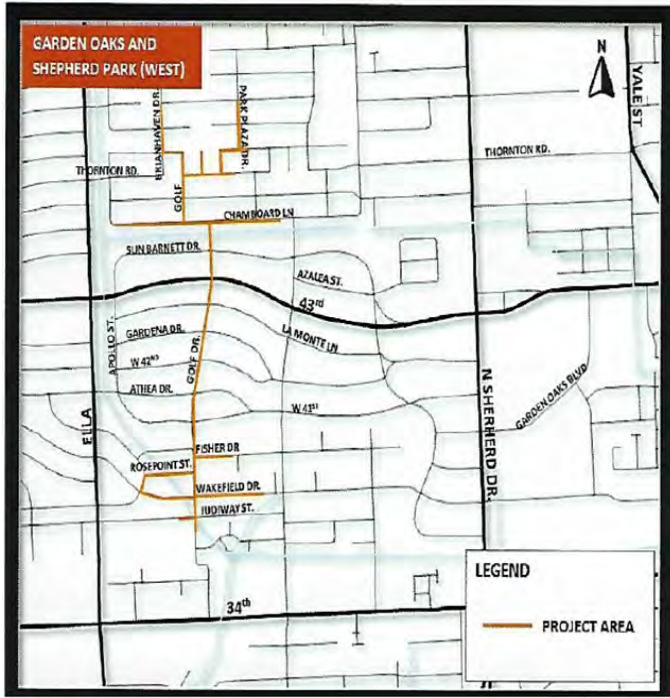 GARDEN OAKS AND
SHEPHERD PARK (WEST)
N
YALE ST.
BRIANHAVEN DR.
PARK PLAZA DR.
THORNTON RD.
THORNTON RD.
GOLF
CHAMBOARD LN
SUN BARNETT DR.
AZALEA ST.
43rd
APOLLO ST.
GARDENA DR.
LA MONTE LN
W 42ND
GOLF DR.
ATHEA DR.
W 41ST
GARDEN OAKS BLVD
ELLA
N SHERHERD DR.
FISHER DR
ROSEPOINT ST.
WAKEFIELD DR.
JUDIWAY ST.
34th
LEGEND
PROJECT AREA